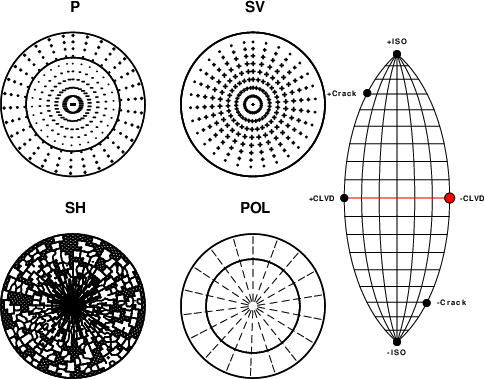 P
SV
SH
POL
+ISO
+Crack
+CLVD
-CLVD
-Crack
-ISO